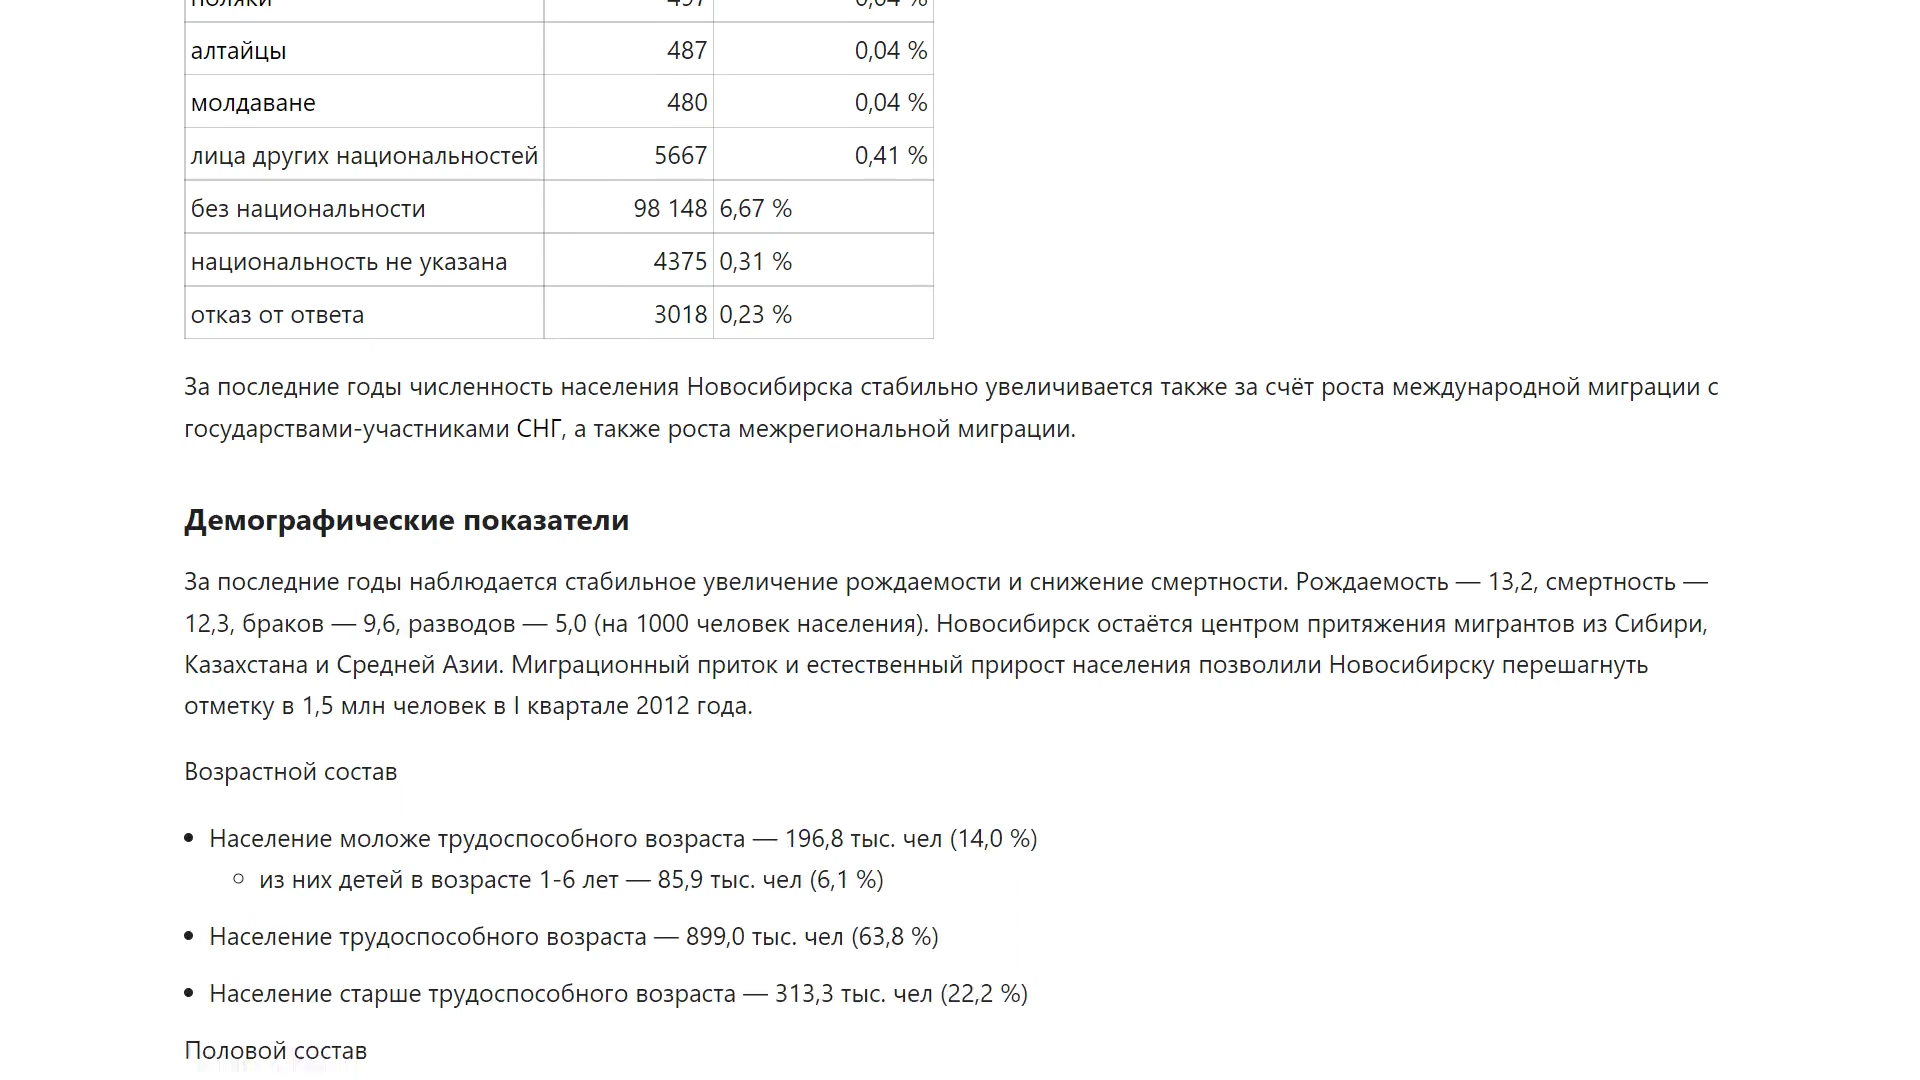 поляки 497 0,04 %
алтайцы 487 0,04 %
молдаване 480 0,04 %
лица других национальностей 5667 0,41 %
без национальности 98 148 6,67 %
национальность не указана 4375 0,31 %
отказ от ответа 3018 0,23 %
За последние годы численность населения Новосибирска стабильно увеличивается также за счёт роста международной миграции с
государствами-участниками СНГ, а также роста межрегиональной миграции.
Демографические показатели
За последние годы наблюдается стабильное увеличение рождаемости и снижение смертности. Рождаемость — 13,2, смертность —
12,3, браков — 9,6, разводов — 5,0 (на 1000 человек населения). Новосибирск остаётся центром притяжения мигрантов из Сибири,
Казахстана и Средней Азии. Миграционный приток и естественный прирост населения позволили Новосибирску перешагнуть
отметку в 1,5 млн человек в I квартале 2012 года.
Возрастной состав
Население моложе трудоспособного возраста — 196,8 тыс. чел (14,0 %)
из них детей в возрасте 1-6 лет — 85,9 тыс. чел (6,1 %)
Население трудоспособного возраста — 899,0 тыс. чел (63,8 %)
Население старше трудоспособного возраста — 313,3 тыс. чел (22,2 %)
Половой состав